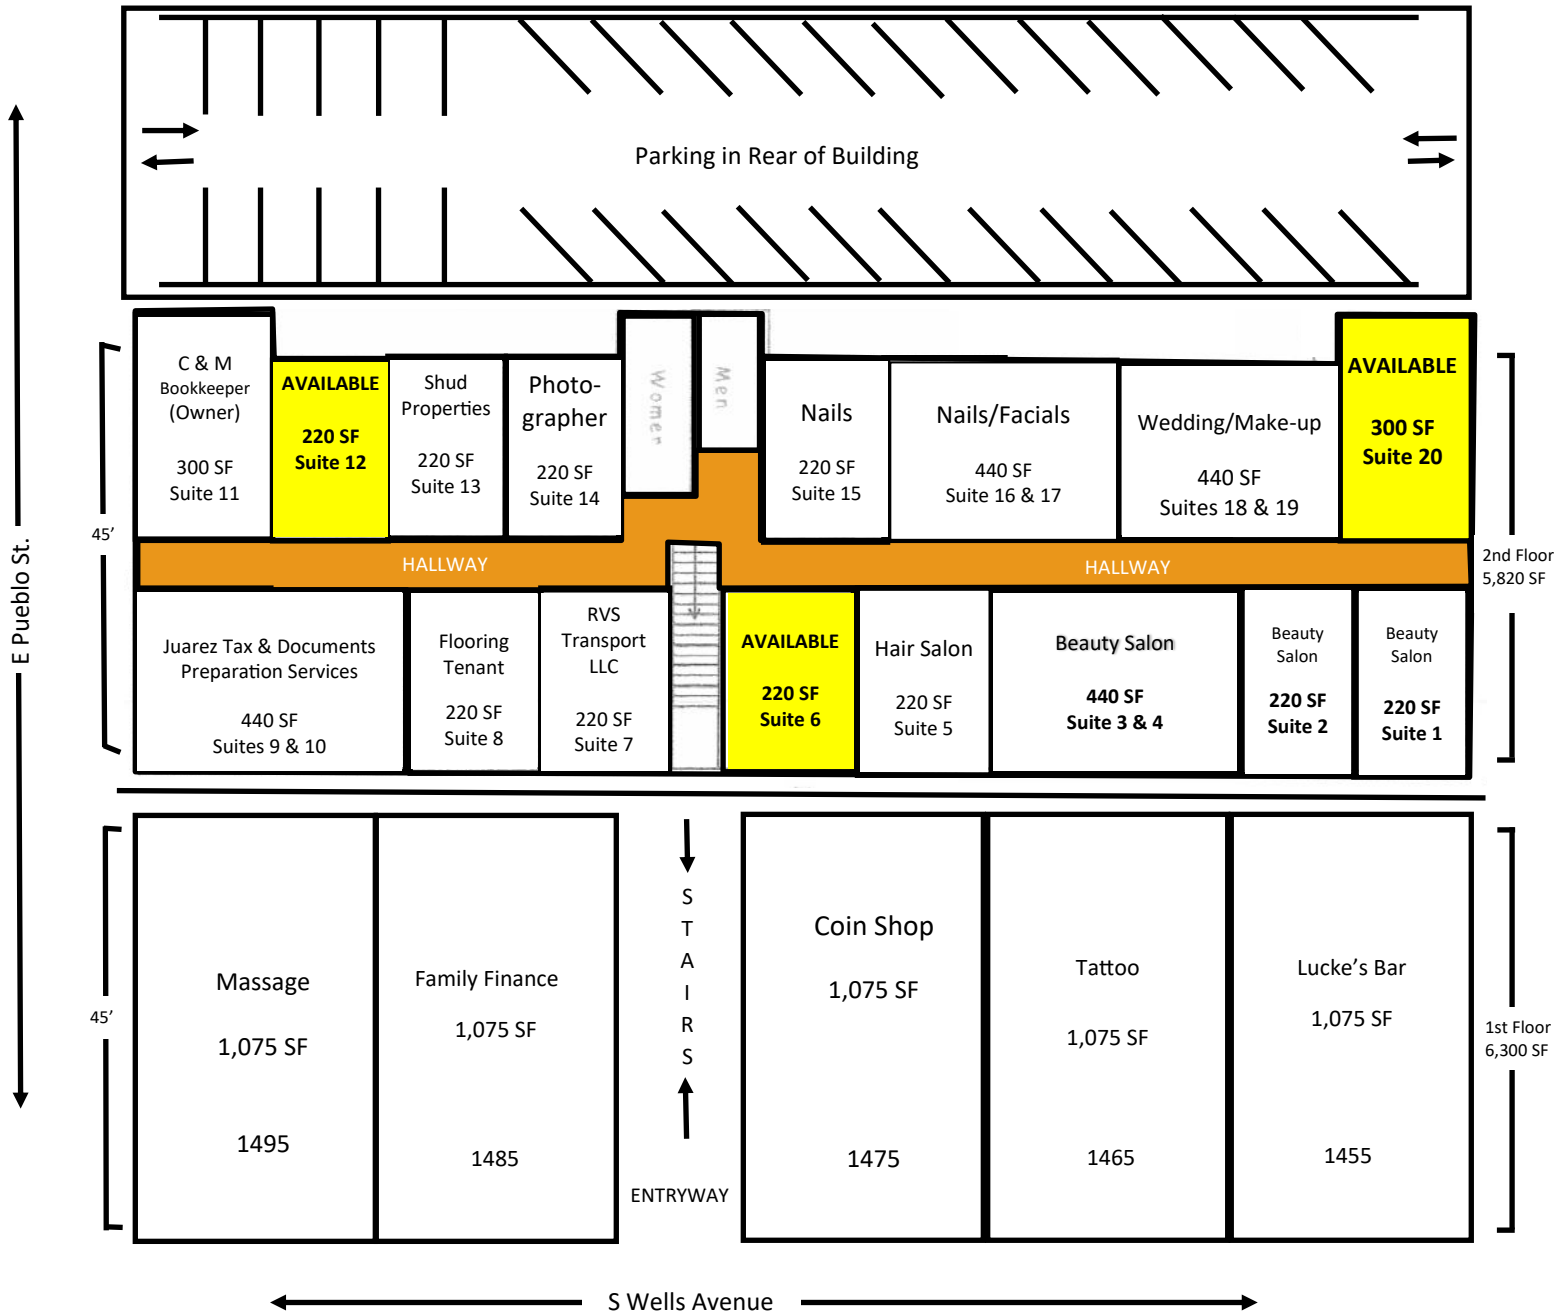 Parking in Rear of Building
E Pueblo St.
45’
C & M
Bookkeeper
(Owner)
300 SF
Suite 11
AVAILABLE
220 SF
Suite 12
Shud
Properties
220 SF
Suite 13
Photo-
grapher
220 SF
Suite 14
Women
Men
Nails
220 SF
Suite 15
Nails/Facials
440 SF
Suite 16 & 17
Wedding/Make-up
440 SF
Suites 18 & 19
AVAILABLE
300 SF
Suite 20
HALLWAY
HALLWAY
2nd Floor
5,820 SF
Juarez Tax & Documents
Preparation Services
440 SF
Suites 9 & 10
Flooring
Tenant
220 SF
Suite 8
RVS
Transport
LLC
220 SF
Suite 7
AVAILABLE
220 SF
Suite 6
Hair Salon
220 SF
Suite 5
Beauty Salon
440 SF
Suite 3 & 4
Beauty
Salon
220 SF
Suite 2
Beauty
Salon
220 SF
Suite 1
45’
Massage
1,075 SF
1495
Family Finance
1,075 SF
1485
STAIRS
ENTRYWAY
Coin Shop
1,075 SF
1475
Tattoo
1,075 SF
1465
Lucke’s Bar
1,075 SF
1455
1st Floor
6,300 SF
S Wells Avenue